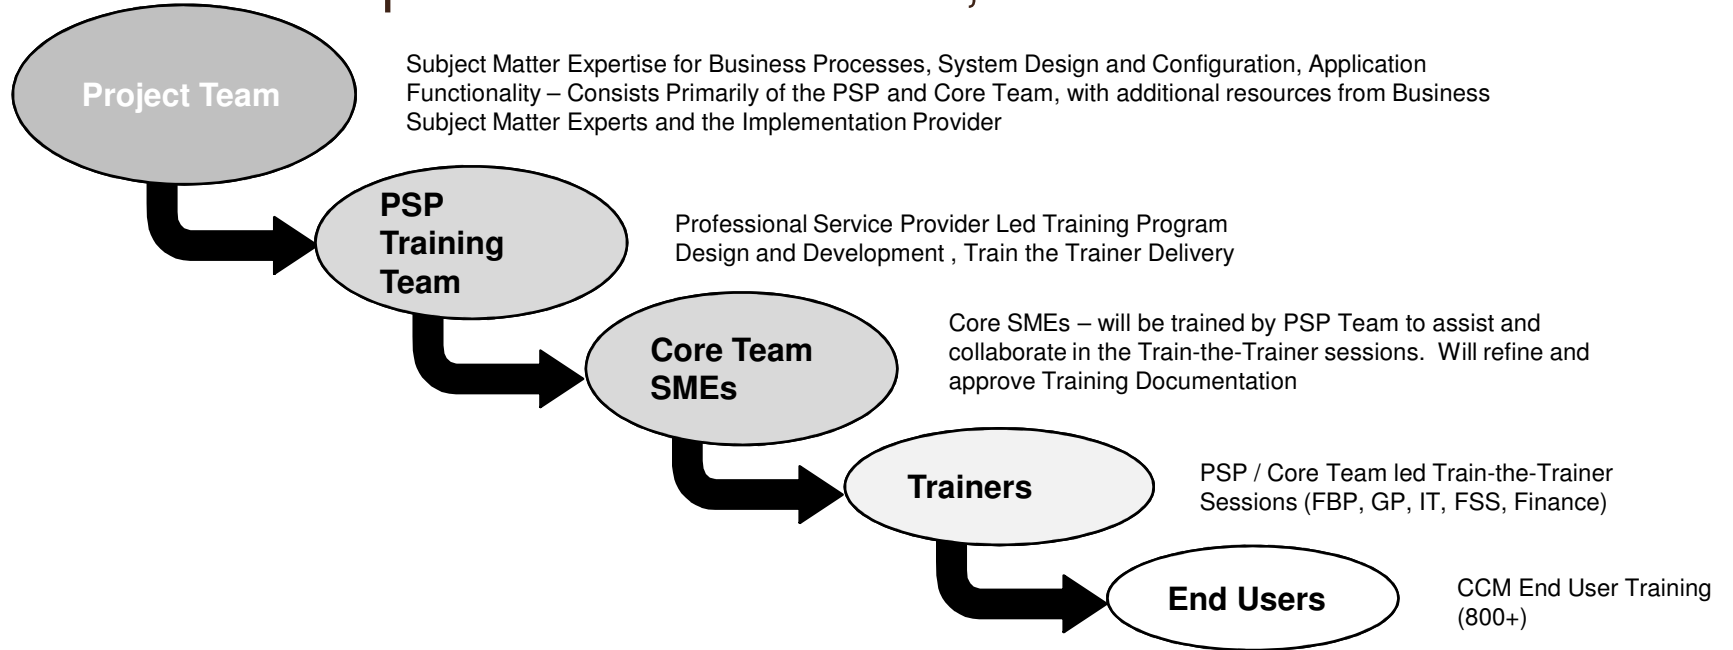 Project Team
Subject Matter Expertise for Business Processes, System Design and Configuration, Application
Functionality – Consists Primarily of the PSP and Core Team, with additional resources from Business
Subject Matter Experts and the Implementation Provider
PSP
Training
Team
Professional Service Provider Led Training Program
Design and Development , Train the Trainer Delivery
Core Team
SMEs
Core SMEs – will be trained by PSP Team to assist and
collaborate in the Train-the-Trainer sessions.  Will refine and
approve Training Documentation
Trainers
PSP / Core Team led Train-the-Trainer
Sessions (FBP, GP, IT, FSS, Finance)
End Users
CCM End User Training
(800+)